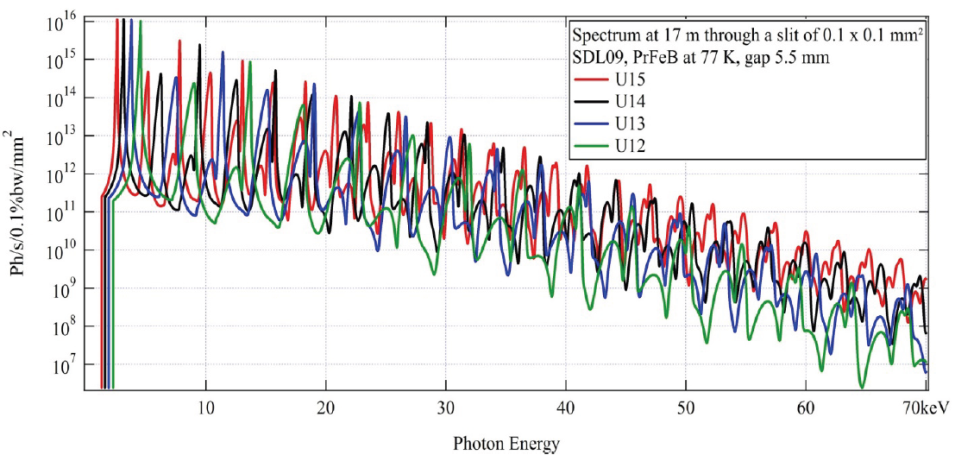 Spectrum at 17 m through a slit of 0.1 x 0.1 mm²
SDL09, PrFeB at 77 K, gap 5.5 mm
U15
U14
U13
U12
Ph/s/0.1%bw/mm²
10¹⁶
10¹⁵
10¹⁴
10¹³
10¹²
10¹¹
10¹⁰
10⁹
10⁸
10⁷
10 20 30 40 50 60 70keV
Photon Energy